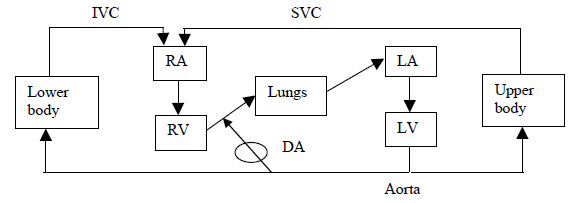 IVC
SVC
RA
LA
Lower
body
Lungs
Upper
body
RV
LV
DA
Aorta